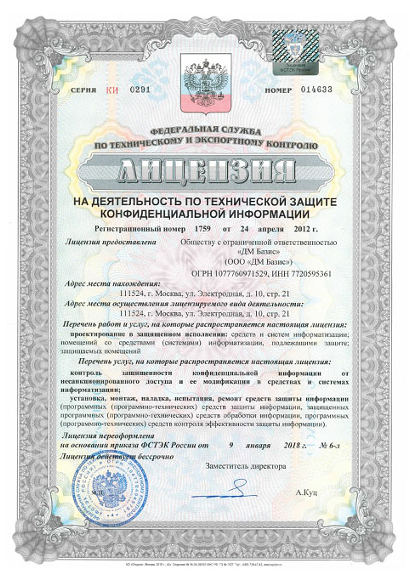 СЕРИЯ КИ 0291 НОМЕР 014633
ФЕДЕРАЛЬНАЯ СЛУЖБА
ПО ТЕХНИЧЕСКОМУ И ЭКСПОРТНОМУ КОНТРОЛЮ
ЛИЦЕНЗИЯ
НА ДЕЯТЕЛЬНОСТЬ ПО ТЕХНИЧЕСКОЙ ЗАЩИТЕ
КОНФИДЕНЦИАЛЬНОЙ ИНФОРМАЦИИ
Регистрационный номер 1759 от 24 апреля 2012 г.
Лицензия предоставлена Обществу с ограниченной ответственностью
«ДМ Базис»
(ООО «ДМ Базис»)
ОГРН 1077760971529, ИНН 7720595361
Адрес места нахождения:
111524, г. Москва, ул. Электродная, д. 10, стр. 21
Адрес места осуществления лицензируемого вида деятельности:
111524, г. Москва, ул. Электродная, д. 10, стр. 21
Перечень работ и услуг, на которые распространяется настоящая лицензия:
проектирование в защищенном исполнении: средств и систем информатизации;
помещений со средствами (системами) информатизации, подлежащими защите;
защищаемых помещений
Перечень услуг, на которые распространяется настоящая лицензия:
контроль защищенности конфиденциальной информации от
несанкционированного доступа и ее модификации в средствах и системах
информатизации;
установка, монтаж, наладка, испытания, ремонт средств защиты информации
(программных (программно-технических) средств защиты информации, защищенных
программных (программно-технических) средств обработки информации, программных
(программно-технических) средств контроля эффективности защиты информации).
Лицензия переоформлена
на основании приказа ФСТЭК России от 9 января 2018 г. № 6-л
Лицензия действует бессрочно
Заместитель директора
М.П. А.Куц